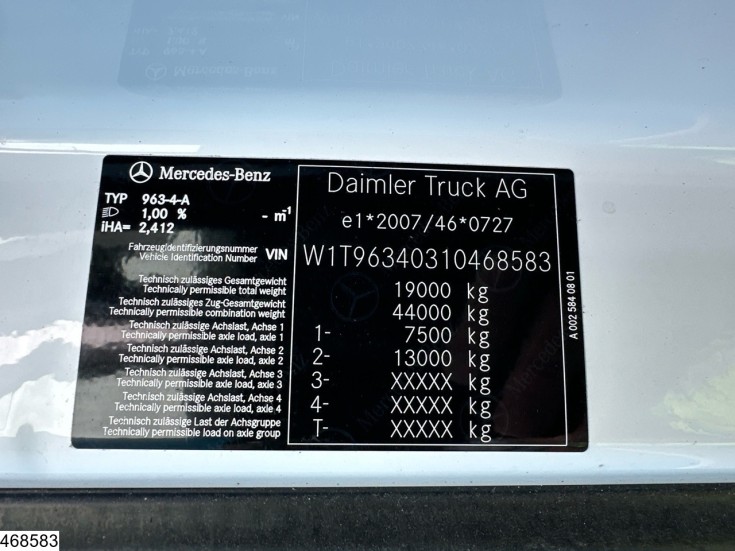 Mercedes-Benz
TYP 963-4-A
1,00 % - m⁻¹
iHA= 2,412
Fahrzeugidentifizierungsnummer
Vehicle Identification Number VIN
Technisch zulässiges Gesamtgewicht
Technically permissible total weight
Technisch zulässiges Zug-Gesamtgewicht
Technically permissible combination weight
Technisch zulässige Achslast, Achse 1
Technically permissible axle load, axle 1
Technisch zulässige Achslast, Achse 2
Technically permissible axle load, axle 2
Technisch zulässige Achslast, Achse 3
Technically permissible axle load, axle 3
Technisch zulässige Achslast, Achse 4
Technically permissible axle load, axle 4
Technisch zulässige Last der Achsgruppe
Technically permissible load on axle group
Daimler Truck AG
e1*2007/46*0727
W1T96340310468583
19000 kg
44000 kg
1- 7500 kg
2- 13000 kg
3- XXXXX kg
4- XXXXX kg
T- XXXXX kg
A 002 584 08 01
468583